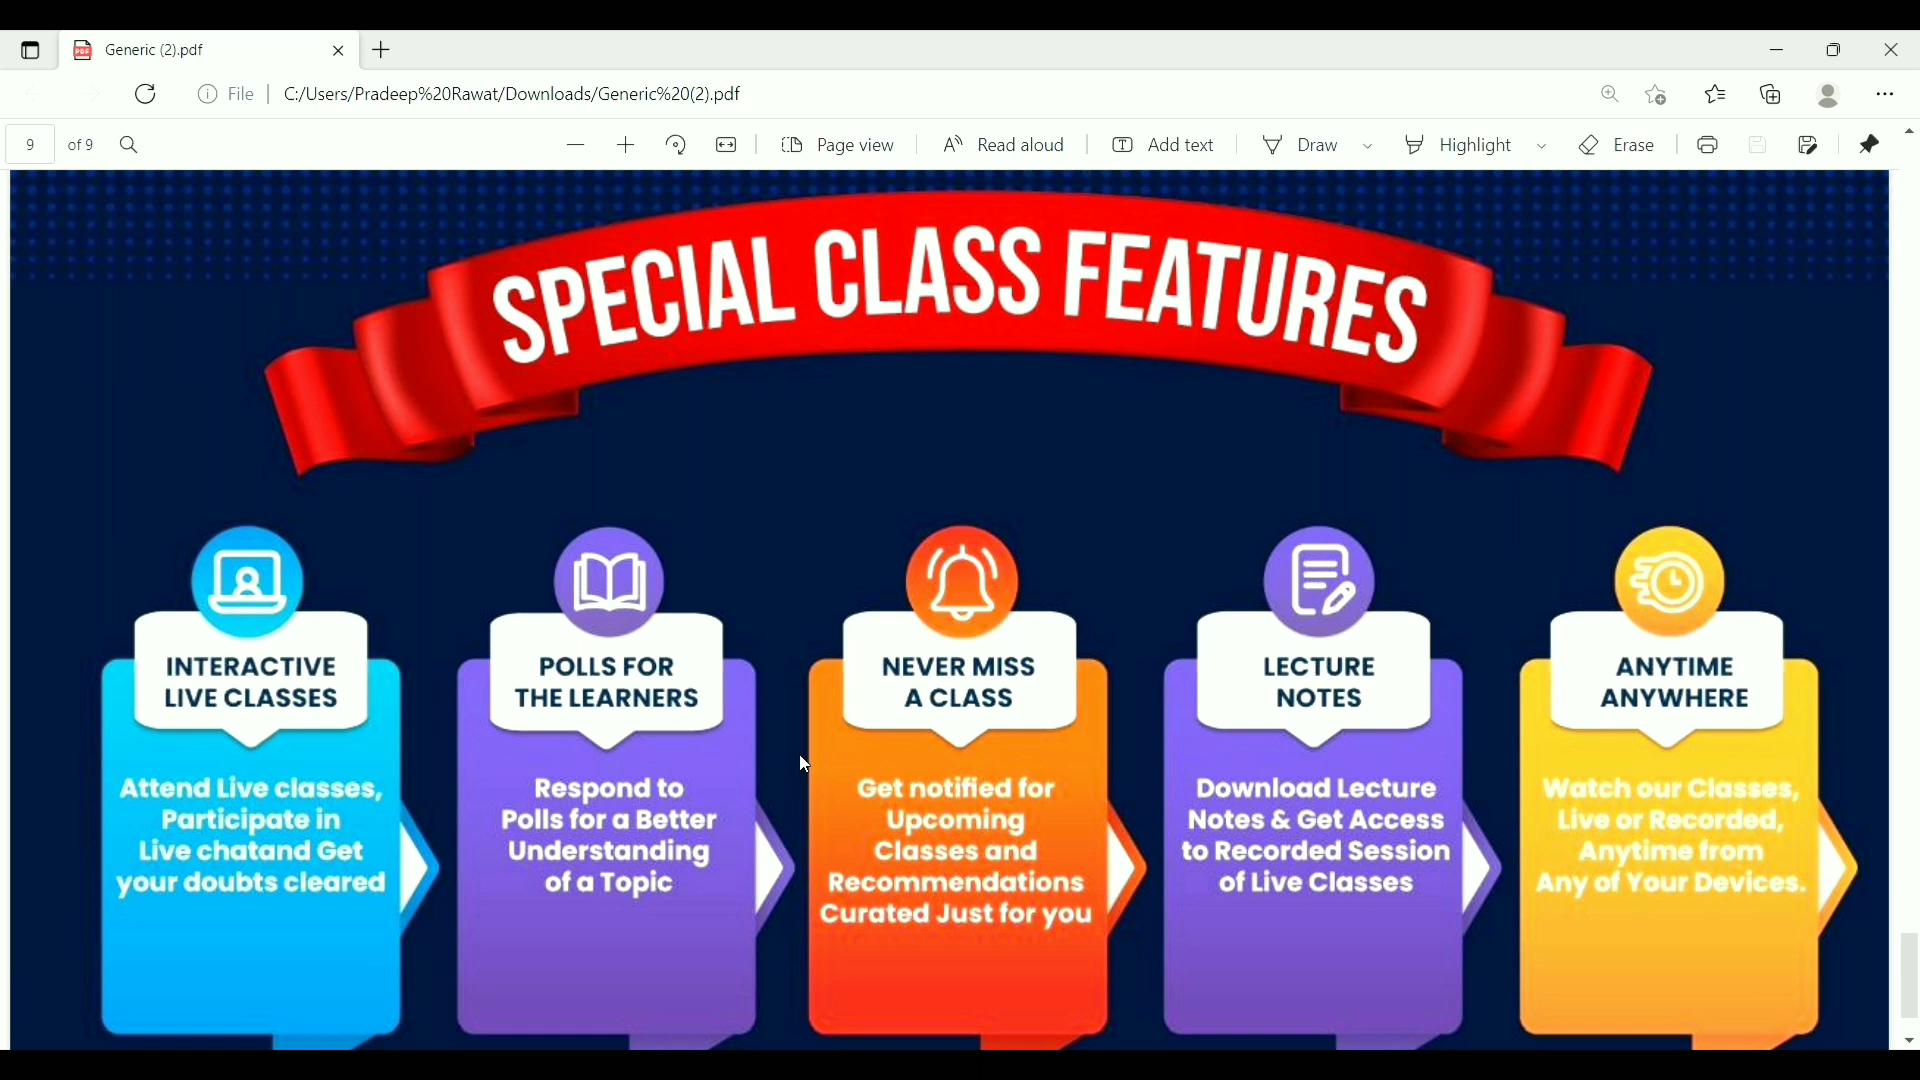 Generic (2).pdf
File
C:/Users/Pradeep%20Rawat/Downloads/Generic%20(2).pdf
9 of 9
Page view
Read aloud
Add text
Draw
Highlight
Erase
SPECIAL CLASS FEATURES
INTERACTIVE
LIVE CLASSES
Attend Live classes,
Participate in
Live chatand Get
your doubts cleared
POLLS FOR
THE LEARNERS
Respond to
Polls for a Better
Understanding
of a Topic
NEVER MISS
A CLASS
Get notified for
Upcoming
Classes and
Recommendations
Curated Just for you
LECTURE
NOTES
Download Lecture
Notes & Get Access
to Recorded Session
of Live Classes
ANYTIME
ANYWHERE
Watch our Classes,
Live or Recorded,
Anytime from
Any of Your Devices.